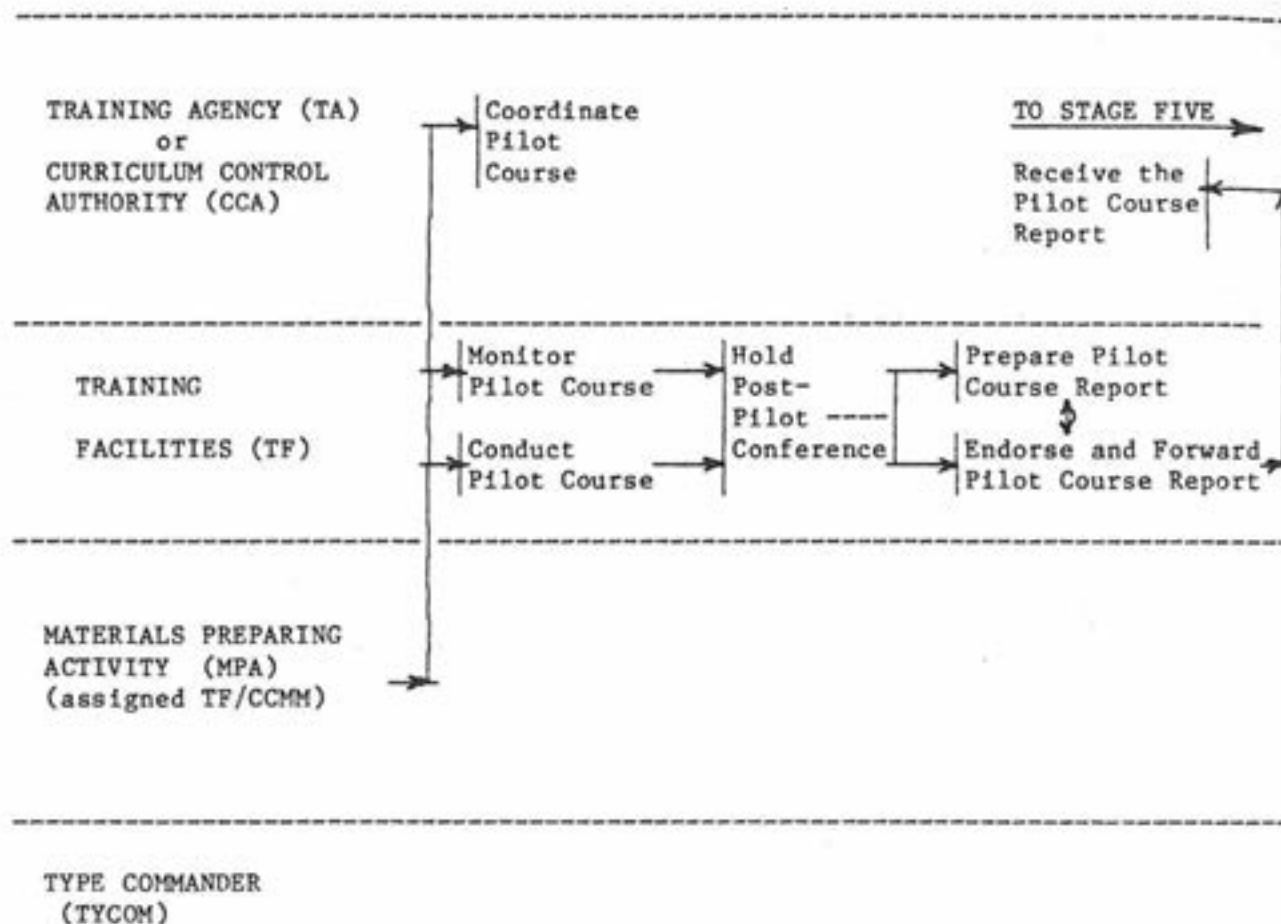 TRAINING AGENCY (TA)
or
CURRICULUM CONTROL
AUTHORITY (CCA)
Coordinate
Pilot
Course
TO STAGE FIVE
Receive the
Pilot Course
Report
TRAINING
FACILITIES (TF)
Monitor
Pilot Course
Conduct
Pilot Course
Hold
Post-
Pilot
Conference
Prepare Pilot
Course Report
Endorse and Forward
Pilot Course Report
MATERIALS PREPARING
ACTIVITY (MPA)
(assigned TF/CCMM)
TYPE COMMANDER
(TYCOM)